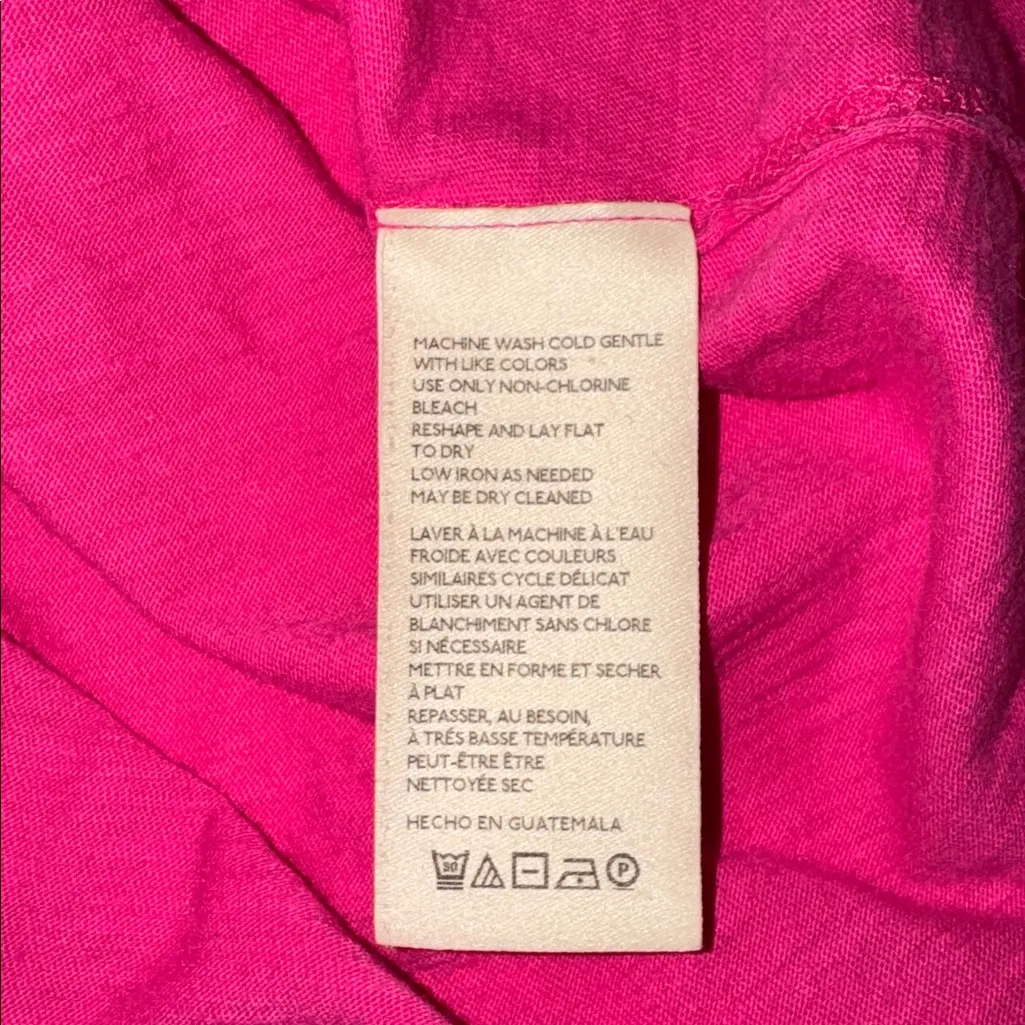 MACHINE WASH COLD GENTLE
WITH LIKE COLORS
USE ONLY NON-CHLORINE
BLEACH
RESHAPE AND LAY FLAT
TO DRY
LOW IRON AS NEEDED
MAY BE DRY CLEANED
LAVER À LA MACHINE À L'EAU
FROIDE AVEC COULEURS
SIMILAIRES CYCLE DÉLICAT
UTILISER UN AGENT DE
BLANCHIMENT SANS CHLORE
SI NÉCESSAIRE
METTRE EN FORME ET SECHER
À PLAT
REPASSER, AU BESOIN,
À TRÉS BASSE TEMPÉRATURE
PEUT-ÊTRE ÊTRE
NETTOYÉE SEC
HECHO EN GUATEMALA
30 P